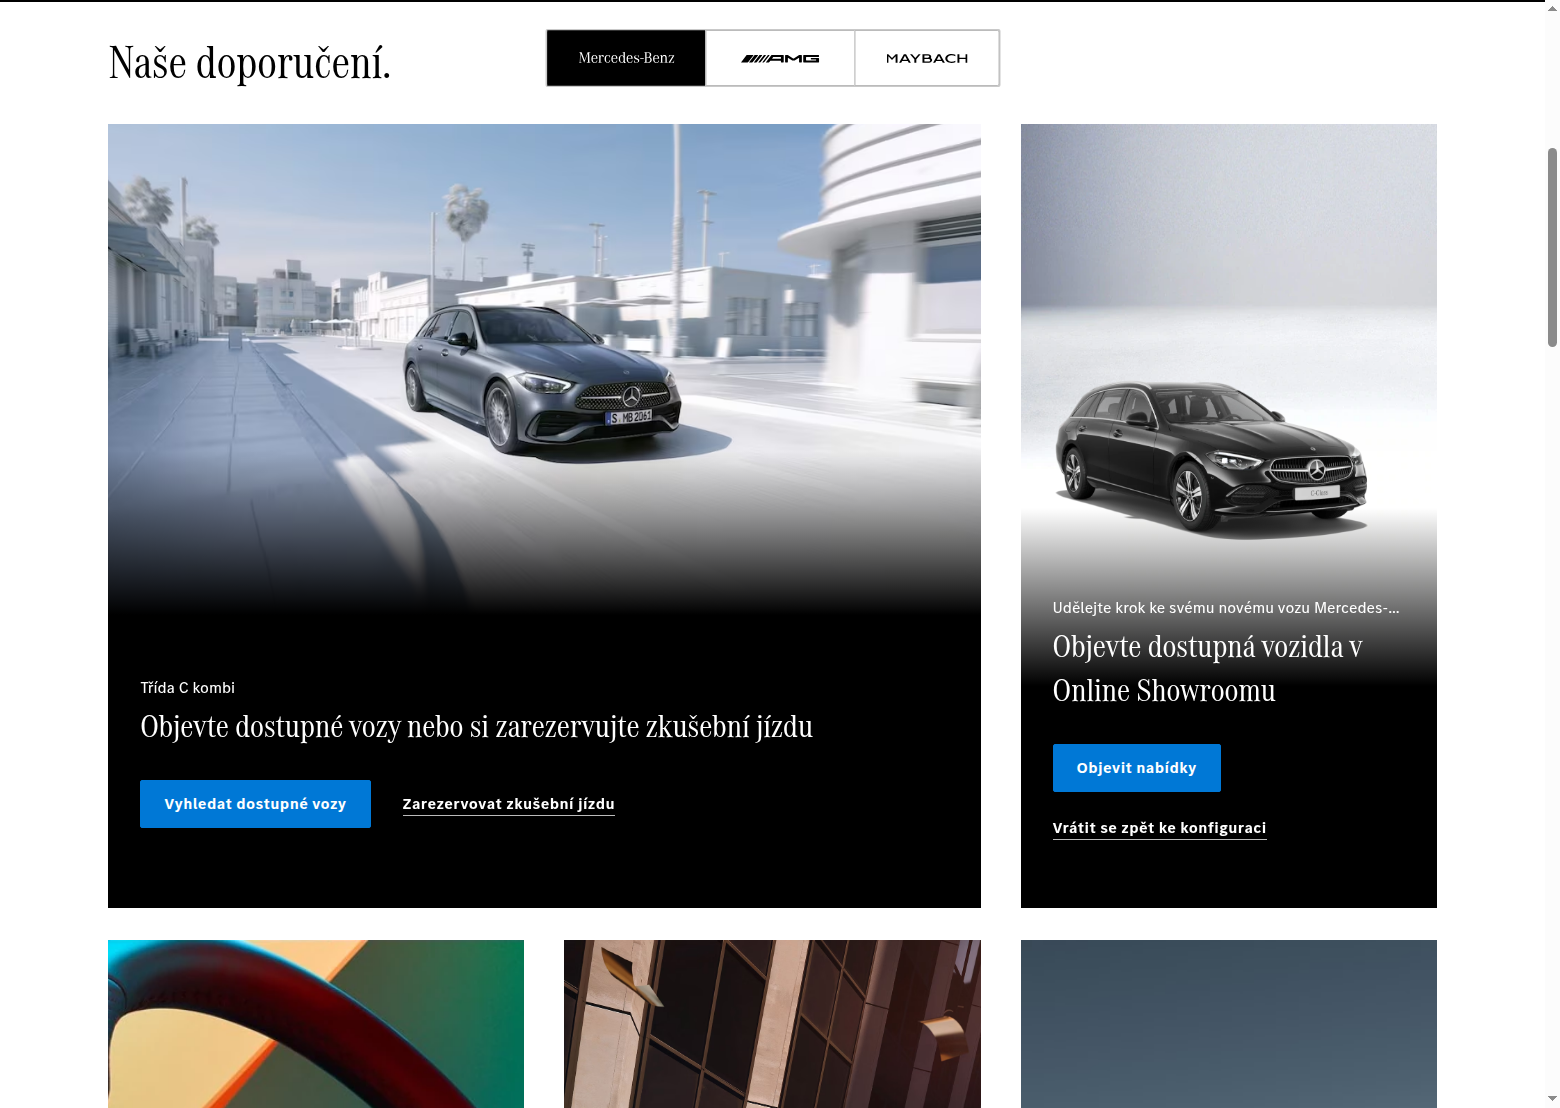 Naše doporučení.
Mercedes-Benz
AMG
MAYBACH
S MB 2061
C-Class
Třída C kombi
Objevte dostupné vozy nebo si zarezervujte zkušební jízdu
Vyhledat dostupné vozy
Zarezervovat zkušební jízdu
Udělejte krok ke svému novému vozu Mercedes-...
Objevte dostupná vozidla v
Online Showroomu
Objevit nabídky
Vrátit se zpět ke konfiguraci